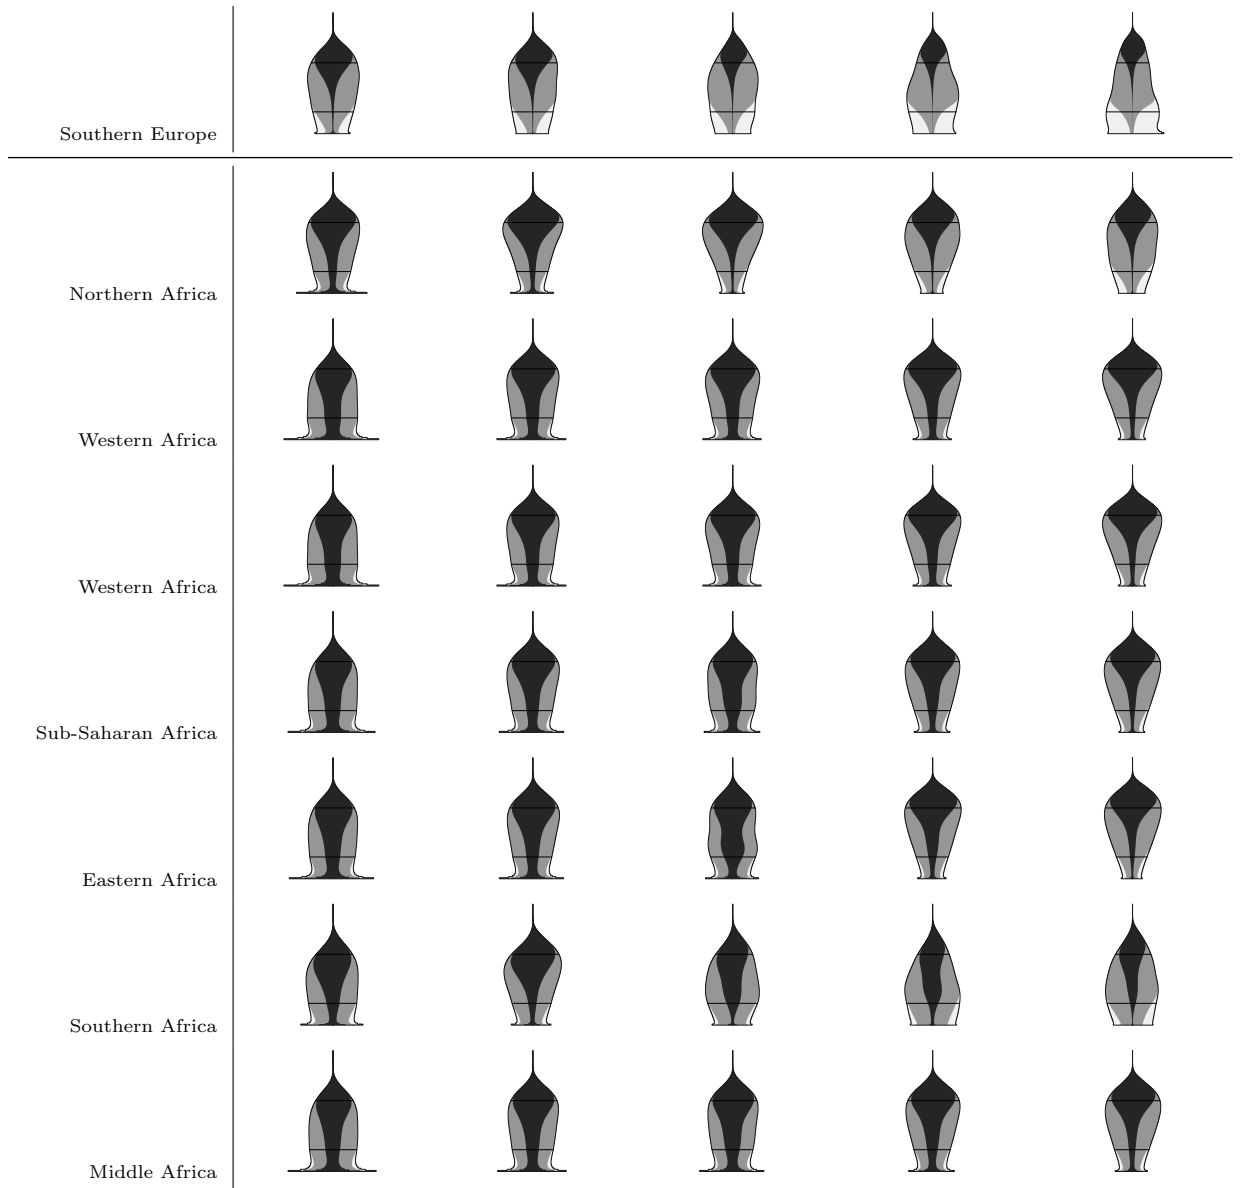 Southern Europe
Northern Africa
Western Africa
Western Africa
Sub-Saharan Africa
Eastern Africa
Southern Africa
Middle Africa